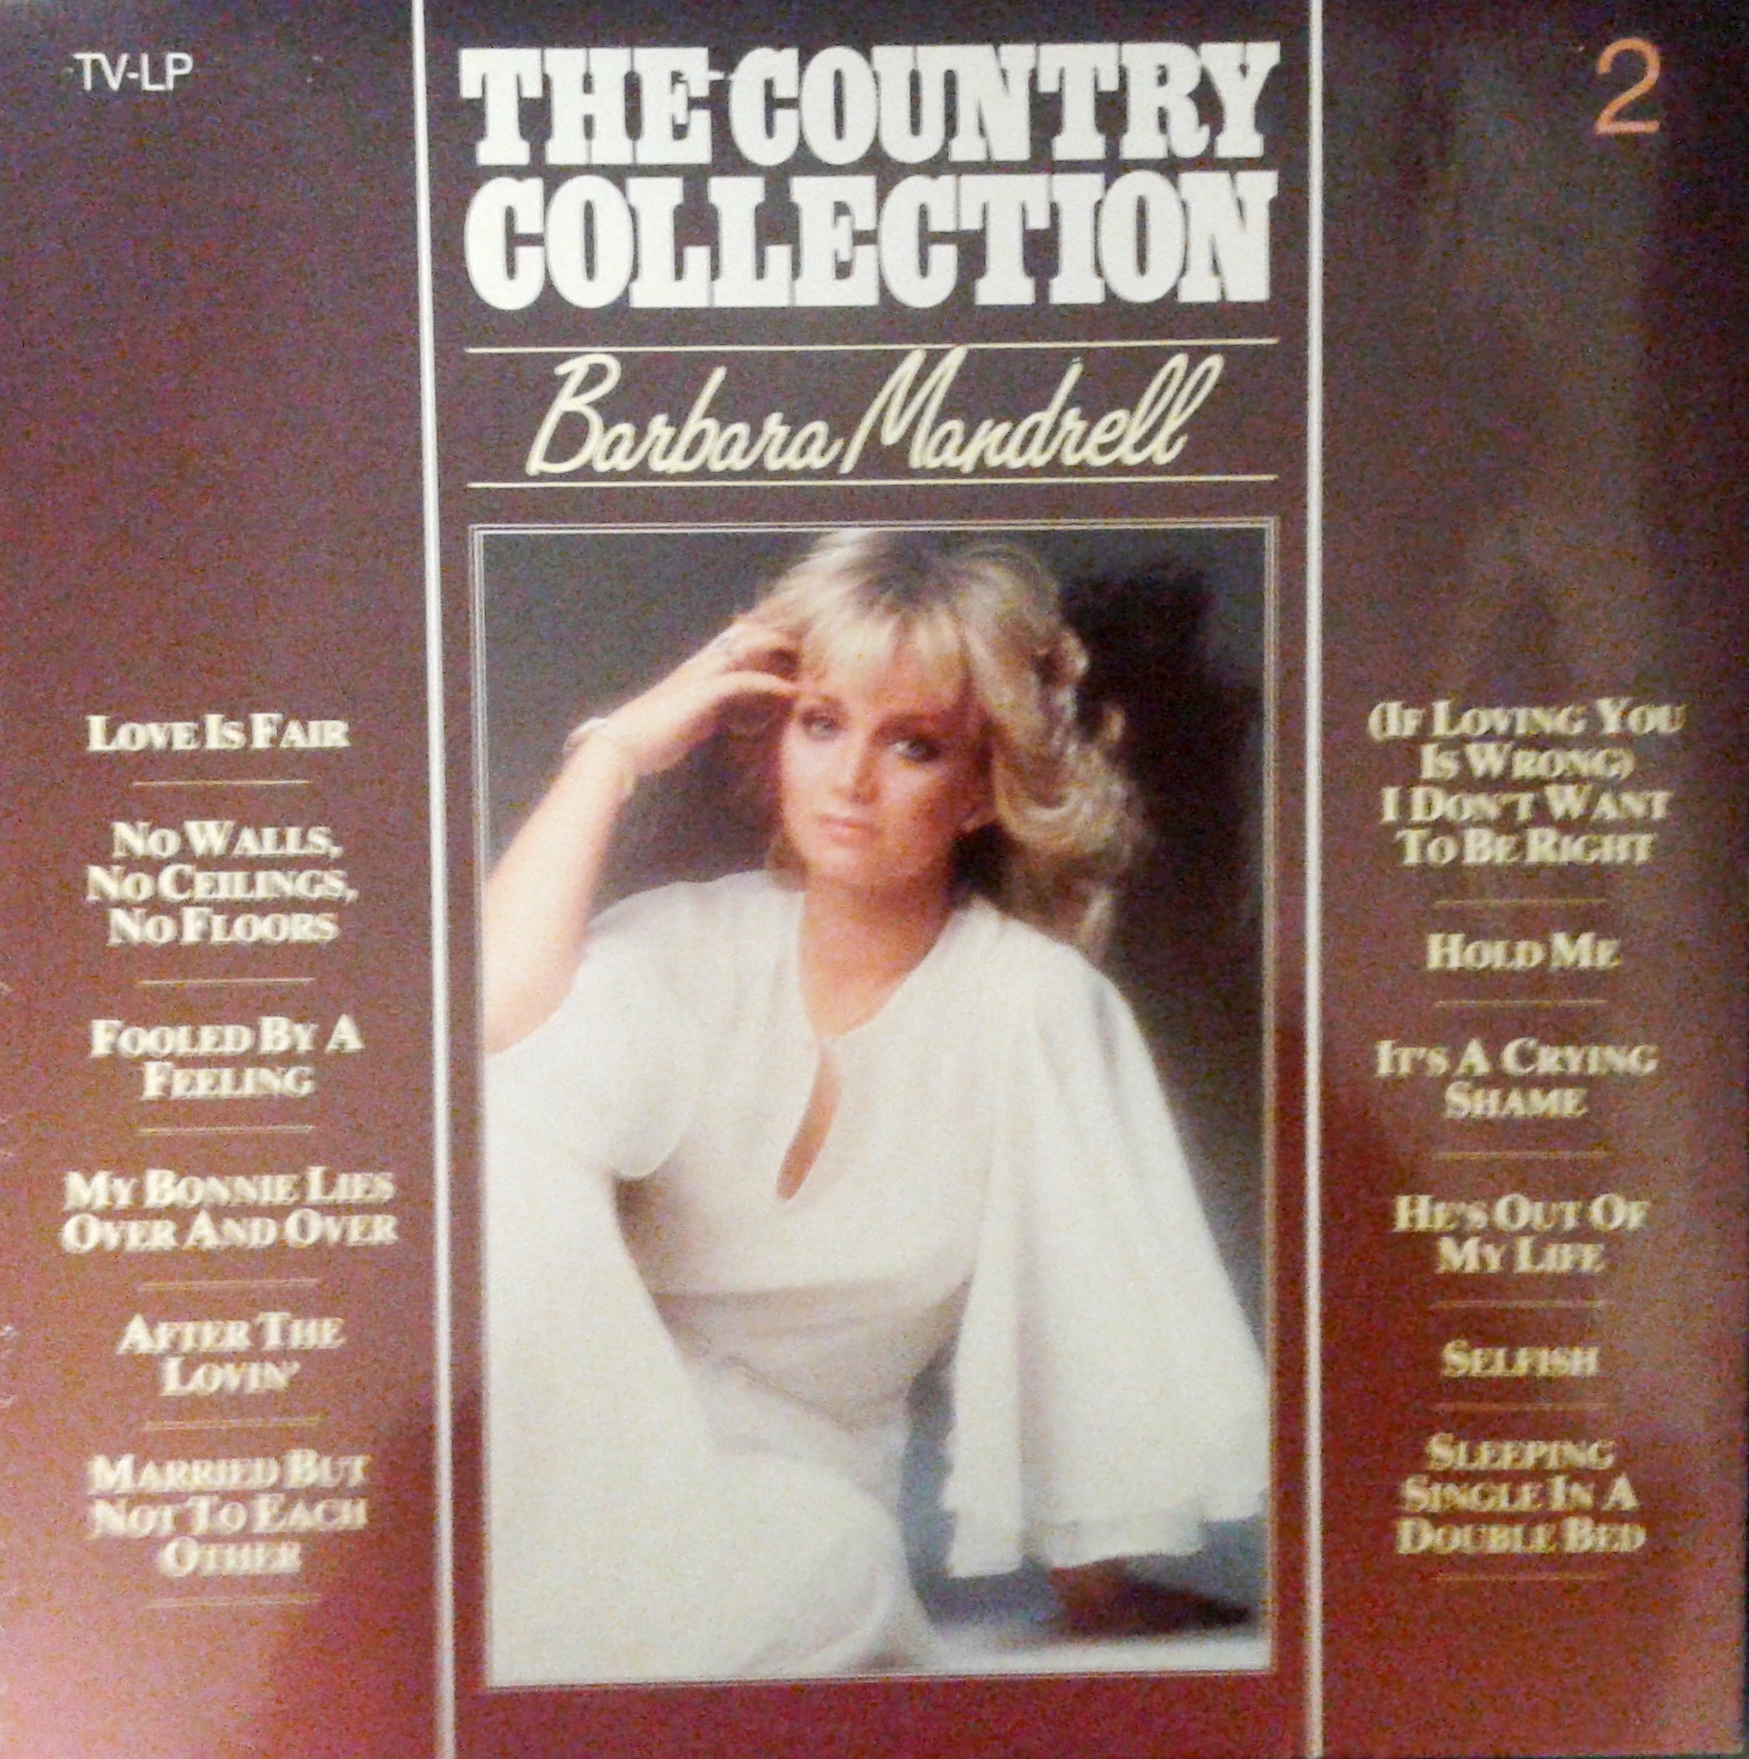 TV-LP
THE COUNTRY
COLLECTION
2
Barbara Mandrell
LOVE IS FAIR
NO WALLS,
NO CEILINGS,
NO FLOORS
FOOLED BY A
FEELING
MY BONNIE LIES
OVER AND OVER
AFTER THE
LOVIN'
MARRIED BUT
NOT TO EACH
OTHER
(IF LOVING YOU
IS WRONG)
I DON'T WANT
TO BE RIGHT
HOLD ME
IT'S A CRYING
SHAME
HE'S OUT OF
MY LIFE
SELFISH
SLEEPING
SINGLE IN A
DOUBLE BED